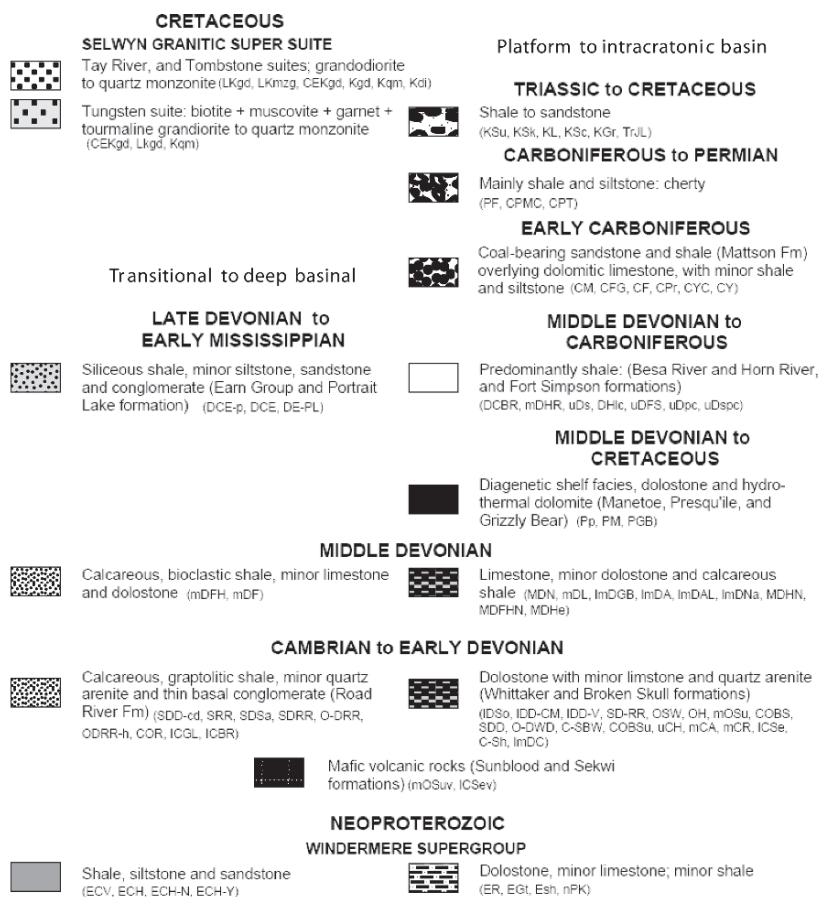 CRETACEOUS
SELWYN GRANITIC SUPER SUITE
Tay River, and Tombstone suites; grandodiorite
to quartz monzonite (LKgd, LKmzg, CEKgd, Kgd, Kqm, Kdi)
Tungsten suite: biotite + muscovite + garnet +
tourmaline grandiorite to quartz monzonite
(CEKgd, Lkgd, Kqm)
Platform to intracratonic basin
TRIASSIC to CRETACEOUS
Shale to sandstone
(KSu, KSk, KL, KSc, KGr, TrJL)
CARBONIFEROUS to PERMIAN
Mainly shale and siltstone: cherty
(PF, CPMC, CPT)
EARLY CARBONIFEROUS
Coal-bearing sandstone and shale (Mattson Fm)
overlying dolomitic limestone, with minor shale
and siltstone (CM, CFG, CF, CPr, CYC, CY)
Transitional to deep basinal
LATE DEVONIAN to
EARLY MISSISSIPPIAN
Siliceous shale, minor siltstone, sandstone
and conglomerate (Earn Group and Portrait
Lake formation) (DCE-p, DCE, DE-PL)
MIDDLE DEVONIAN to
CARBONIFEROUS
Predominantly shale: (Besa River and Horn River,
and Fort Simpson formations)
(DCBR, mDHR, uDs, DHlc, uDFS, uDpc, uDspc)
MIDDLE DEVONIAN to
CRETACEOUS
Diagenetic shelf facies, dolostone and hydro-
thermal dolomite (Manetoe, Presqu'ile, and
Grizzly Bear) (Pp, PM, PGB)
MIDDLE DEVONIAN
Calcareous, bioclastic shale, minor limestone
and dolostone (mDFH, mDF)
Limestone, minor dolostone and calcareous
shale (MDN, mDL, lmDGB, lmDA, lmDAL, lmDNa, MDHN,
MDFHN, MDHe)
CAMBRIAN to EARLY DEVONIAN
Calcareous, graptolitic shale, minor quartz
arenite and thin basal conglomerate (Road
River Fm) (SDD-cd, SRR, SDSa, SDRR, O-DRR,
ODRR-h, COR, ICGL, ICBR)
Dolostone with minor limstone and quartz arenite
(Whittaker and Broken Skull formations)
(IDSo, IDD-CM, IDD-V, SD-RR, OSW, OH, mOSu, COBS,
SDD, O-DWD, C-SBW, COBSu, uCH, mCA, mCR, ICSe,
C-Sh, lmDC)
Mafic volcanic rocks (Sunblood and Sekwi
formations) (mOSuv, ICSev)
NEOPROTEROZOIC
WINDERMERE SUPERGROUP
Shale, siltstone and sandstone
(ECV, ECH, ECH-N, ECH-Y)
Dolostone, minor limestone; minor shale
(ER, EGt, Esh, nPK)